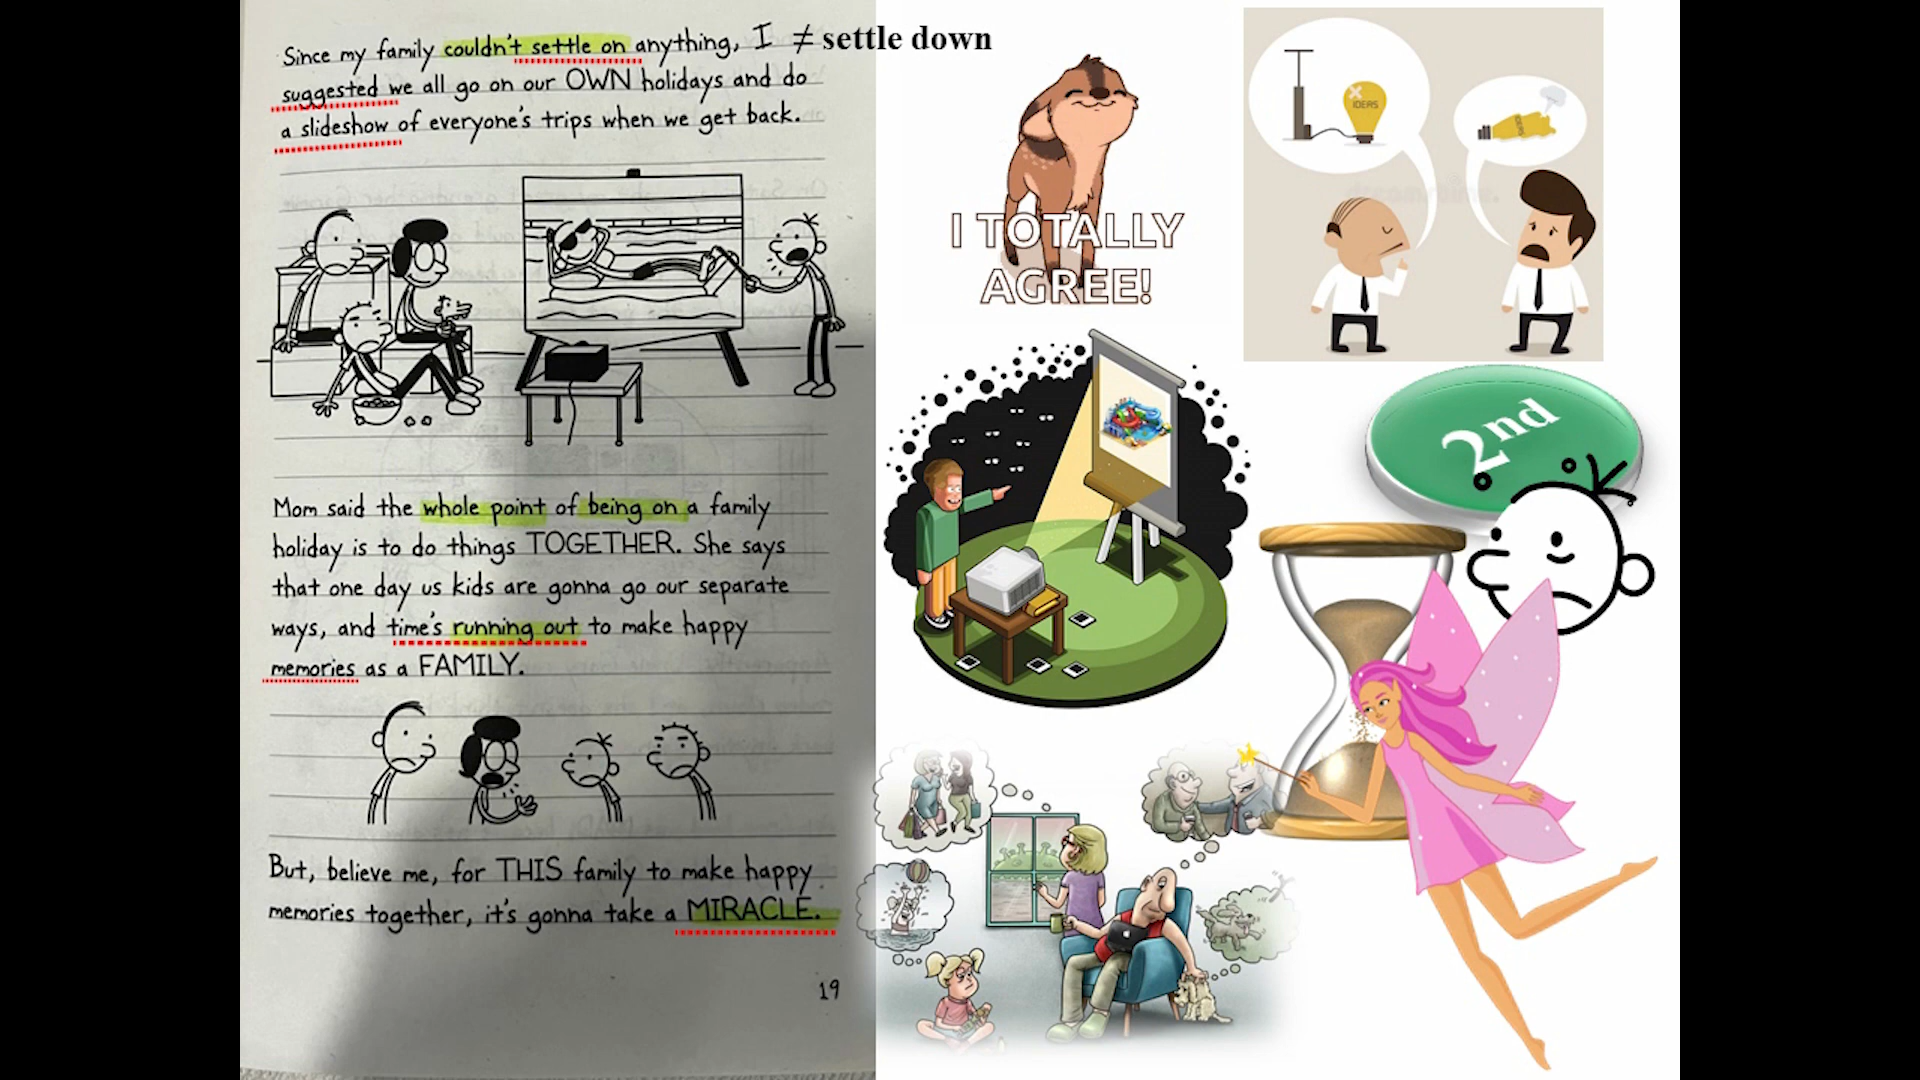 Since my family couldn't settle on anything, I ≠ settle down
suggested we all go on our OWN holidays and do
a slideshow of everyone's trips when we get back.
I TOTALLY
AGREE!
IDEAS
IDEAS
2nd
Mom said the whole point of being on a family
holiday is to do things TOGETHER. She says
that one day us kids are gonna go our separate
ways, and time's running out to make happy
memories as a FAMILY.
But, believe me, for THIS family to make happy
memories together, it's gonna take a MIRACLE.
19